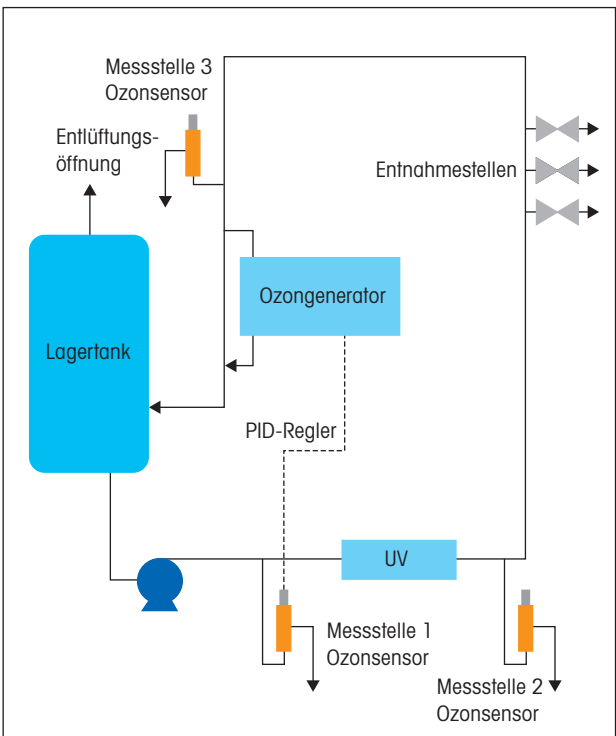 Messstelle 3
Ozonsensor
Entlüftungs-
öffnung
Entnahmestellen
Ozongenerator
Lagertank
PID-Regler
UV
Messstelle 1
Ozonsensor
Messstelle 2
Ozonsensor